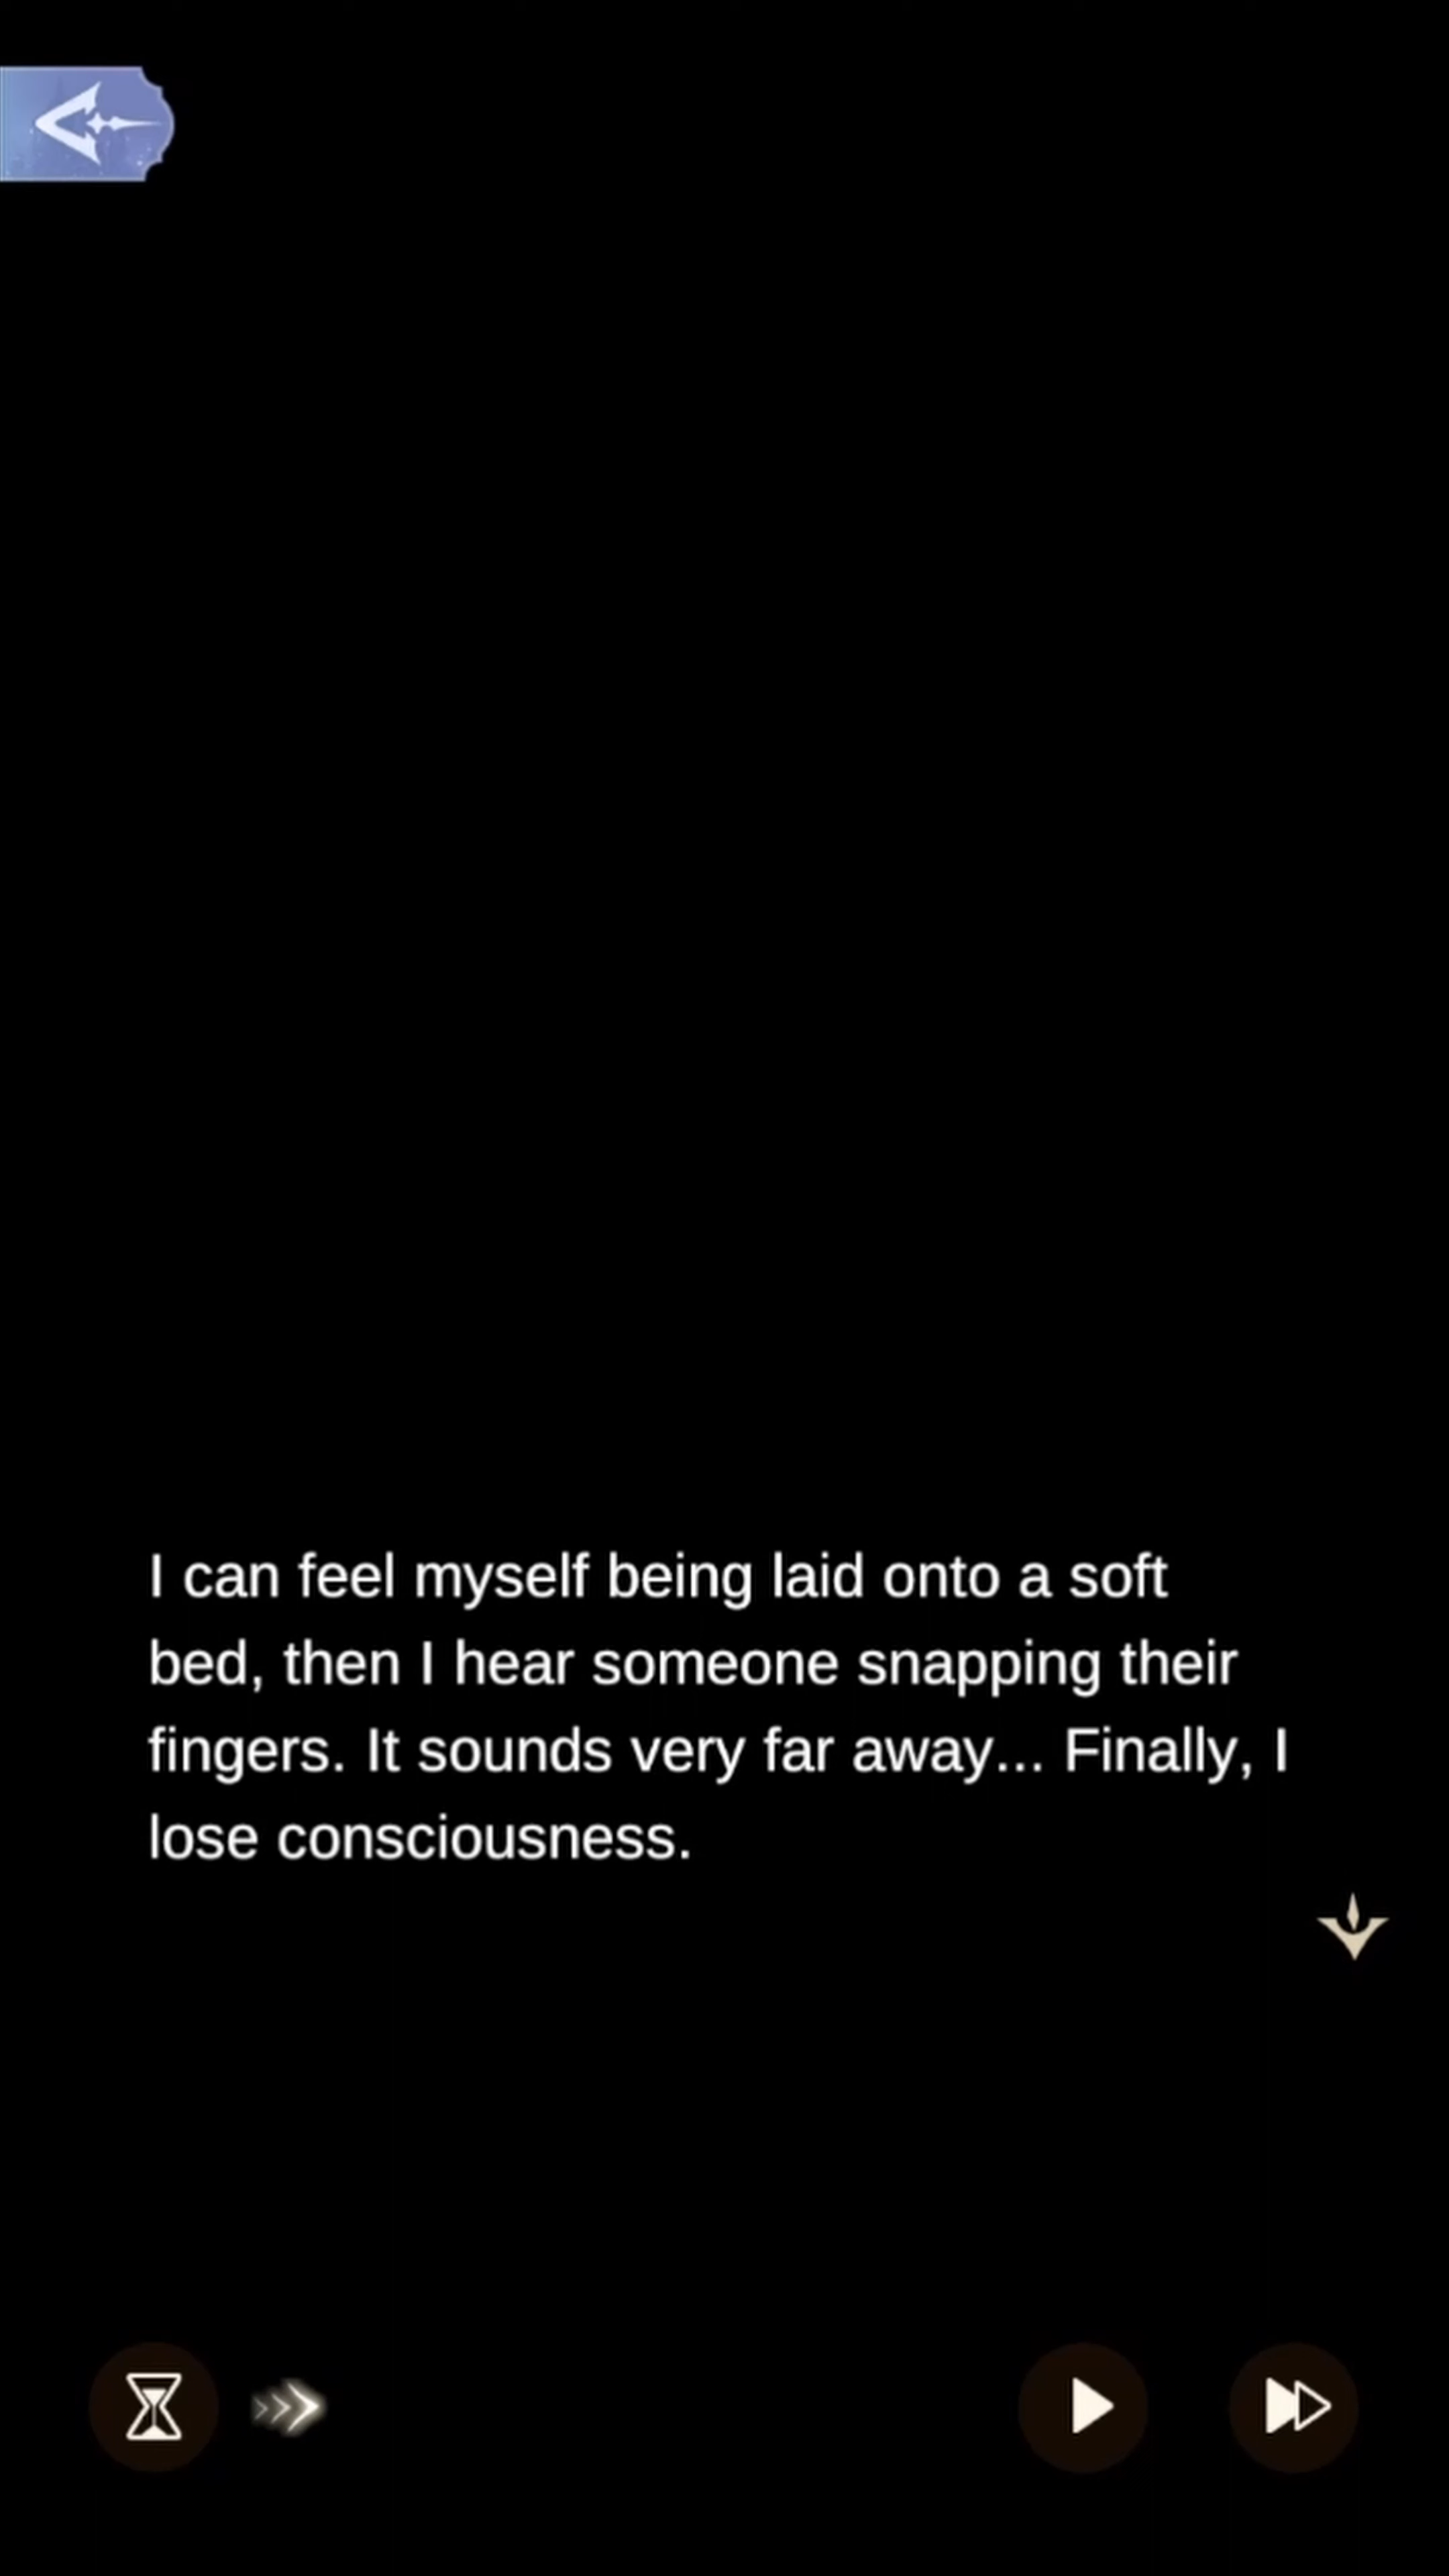 I can feel myself being laid onto a soft
bed, then I hear someone snapping their
fingers. It sounds very far away... Finally, I
lose consciousness.